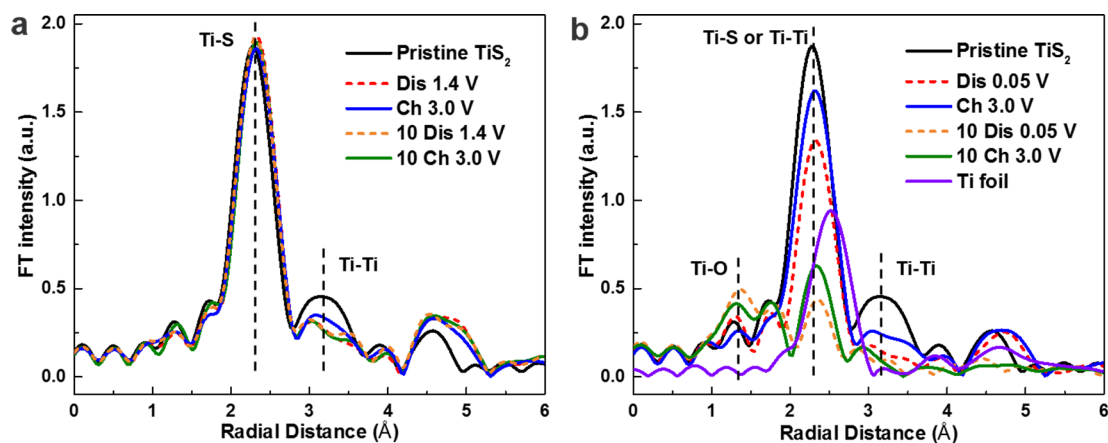 a
Ti-S
Pristine TiS₂
Dis 1.4 V
Ch 3.0 V
10 Dis 1.4 V
10 Ch 3.0 V
Ti-Ti
FT intensity (a.u.)
2.0
1.5
1.0
0.5
0.0
0 1 2 3 4 5 6
Radial Distance (Å)
b
Ti-S or Ti-Ti
Pristine TiS₂
Dis 0.05 V
Ch 3.0 V
10 Dis 0.05 V
10 Ch 3.0 V
Ti foil
Ti-O
Ti-Ti
FT intensity (a.u.)
2.0
1.5
1.0
0.5
0.0
0 1 2 3 4 5 6
Radial Distance (Å)